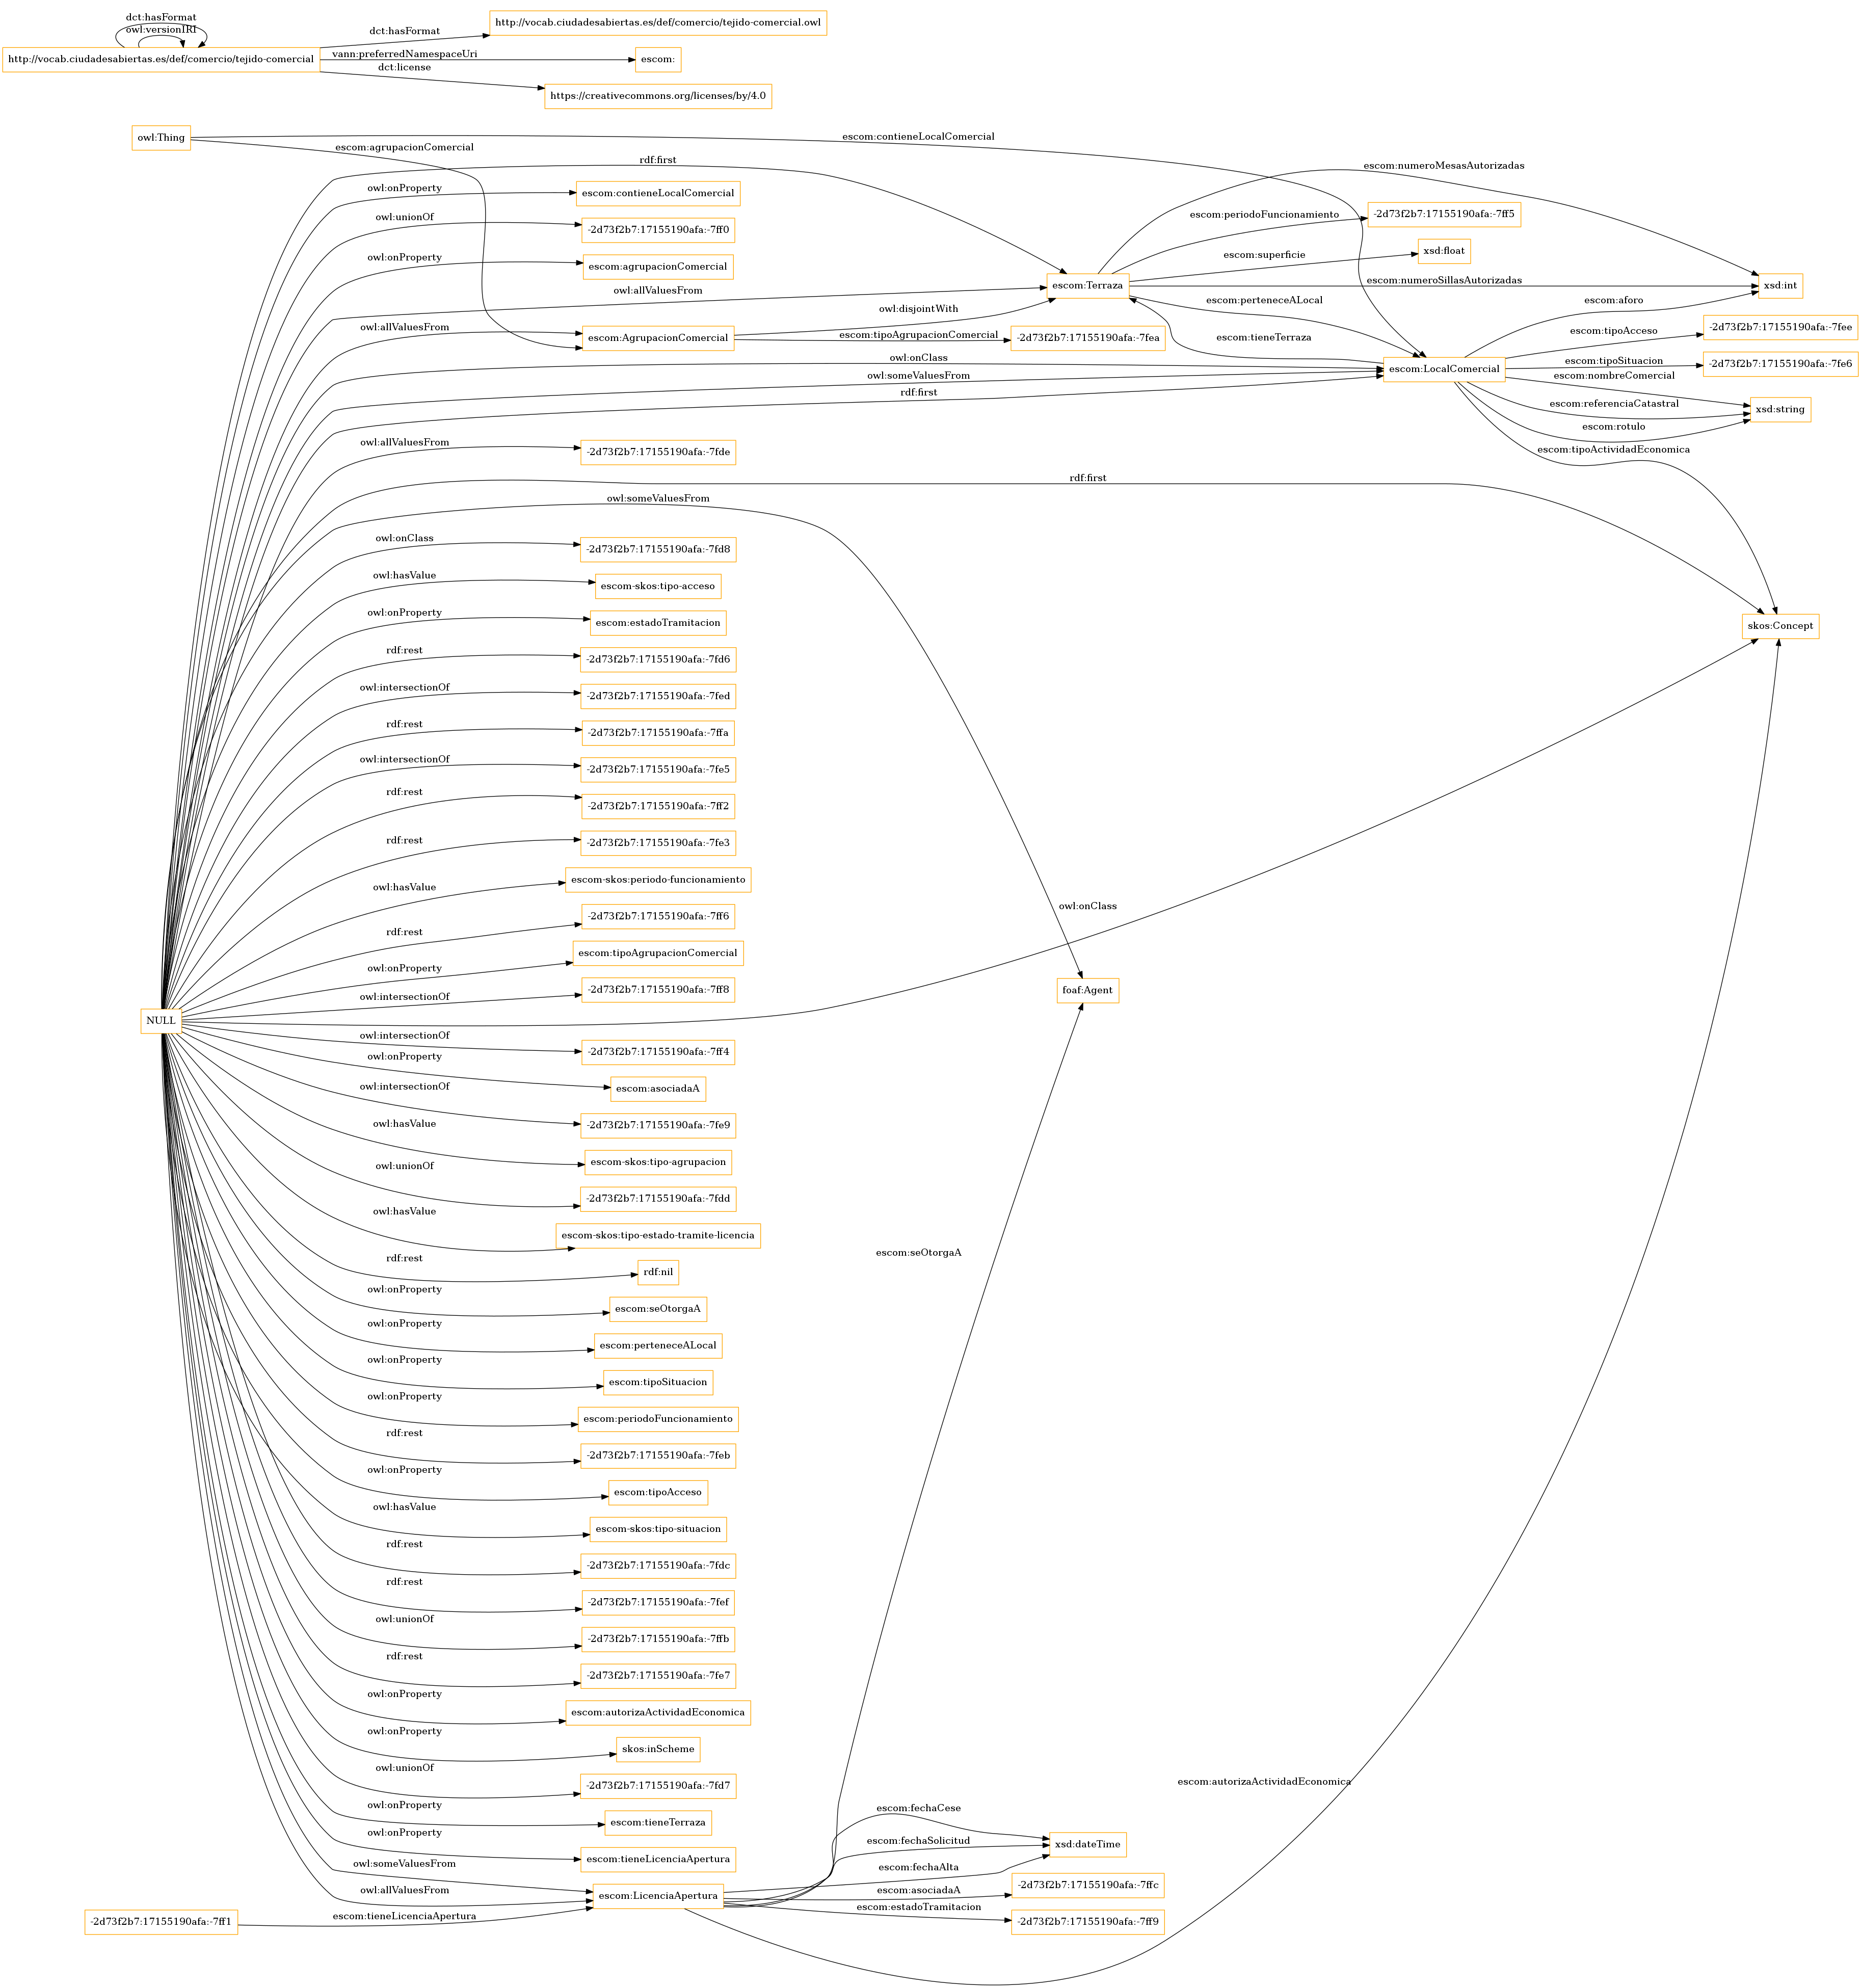 dct:hasFormat
owl:versionIRI
http://vocab.ciudadesabiertas.es/def/comercio/tejido-comercial
dct:hasFormat
http://vocab.ciudadesabiertas.es/def/comercio/tejido-comercial.owl
vann:preferredNamespaceUri
escom:
dct:license
https://creativecommons.org/licenses/by/4.0
owl:Thing
escom:contieneLocalComercial
escom:agrupacionComercial
rdf:first
escom:numeroMesasAutorizadas
owl:onProperty
escom:contieneLocalComercial
owl:unionOf
-2d73f2b7:17155190afa:-7ff0
escom:periodoFuncionamiento
-2d73f2b7:17155190afa:-7ff5
owl:onProperty
escom:agrupacionComercial
escom:superficie
xsd:float
owl:allValuesFrom
escom:Terraza
escom:numeroSillasAutorizadas
xsd:int
owl:disjointWith
escom:perteneceALocal
escom:aforo
owl:allValuesFrom
escom:AgrupacionComercial
escom:tipoAgrupacionComercial
-2d73f2b7:17155190afa:-7fea
escom:tieneTerraza
escom:tipoAcceso
-2d73f2b7:17155190afa:-7fee
owl:onClass
escom:LocalComercial
escom:tipoSituacion
-2d73f2b7:17155190afa:-7fe6
owl:someValuesFrom
escom:nombreComercial
rdf:first
escom:referenciaCatastral
xsd:string
escom:rotulo
owl:allValuesFrom
-2d73f2b7:17155190afa:-7fde
escom:tipoActividadEconomica
rdf:first
owl:someValuesFrom
owl:onClass
-2d73f2b7:17155190afa:-7fd8
owl:hasValue
escom-skos:tipo-acceso
owl:onProperty
escom:estadoTramitacion
skos:Concept
rdf:rest
-2d73f2b7:17155190afa:-7fd6
owl:intersectionOf
-2d73f2b7:17155190afa:-7fed
rdf:rest
-2d73f2b7:17155190afa:-7ffa
owl:intersectionOf
-2d73f2b7:17155190afa:-7fe5
rdf:rest
-2d73f2b7:17155190afa:-7ff2
rdf:rest
-2d73f2b7:17155190afa:-7fe3
owl:hasValue
escom-skos:periodo-funcionamiento
owl:onClass
rdf:rest
-2d73f2b7:17155190afa:-7ff6
owl:onProperty
escom:tipoAgrupacionComercial
owl:intersectionOf
-2d73f2b7:17155190afa:-7ff8
foaf:Agent
NULL
owl:intersectionOf
-2d73f2b7:17155190afa:-7ff4
owl:onProperty
escom:asociadaA
owl:intersectionOf
-2d73f2b7:17155190afa:-7fe9
owl:hasValue
escom-skos:tipo-agrupacion
owl:unionOf
-2d73f2b7:17155190afa:-7fdd
owl:hasValue
escom-skos:tipo-estado-tramite-licencia
escom:seOtorgaA
rdf:rest
rdf:nil
owl:onProperty
escom:seOtorgaA
owl:onProperty
escom:perteneceALocal
owl:onProperty
escom:tipoSituacion
owl:onProperty
escom:periodoFuncionamiento
rdf:rest
-2d73f2b7:17155190afa:-7feb
owl:onProperty
escom:tipoAcceso
owl:hasValue
escom-skos:tipo-situacion
rdf:rest
-2d73f2b7:17155190afa:-7fdc
rdf:rest
-2d73f2b7:17155190afa:-7fef
owl:unionOf
-2d73f2b7:17155190afa:-7ffb
rdf:rest
-2d73f2b7:17155190afa:-7fe7
owl:onProperty
escom:autorizaActividadEconomica
owl:onProperty
skos:inScheme
owl:unionOf
-2d73f2b7:17155190afa:-7fd7
escom:autorizaActividadEconomica
owl:onProperty
escom:tieneTerraza
escom:fechaCese
owl:onProperty
escom:tieneLicenciaApertura
escom:fechaSolicitud
xsd:dateTime
owl:someValuesFrom
escom:fechaAlta
owl:allValuesFrom
escom:LicenciaApertura
escom:asociadaA
-2d73f2b7:17155190afa:-7ffc
-2d73f2b7:17155190afa:-7ff1
escom:tieneLicenciaApertura
escom:estadoTramitacion
-2d73f2b7:17155190afa:-7ff9